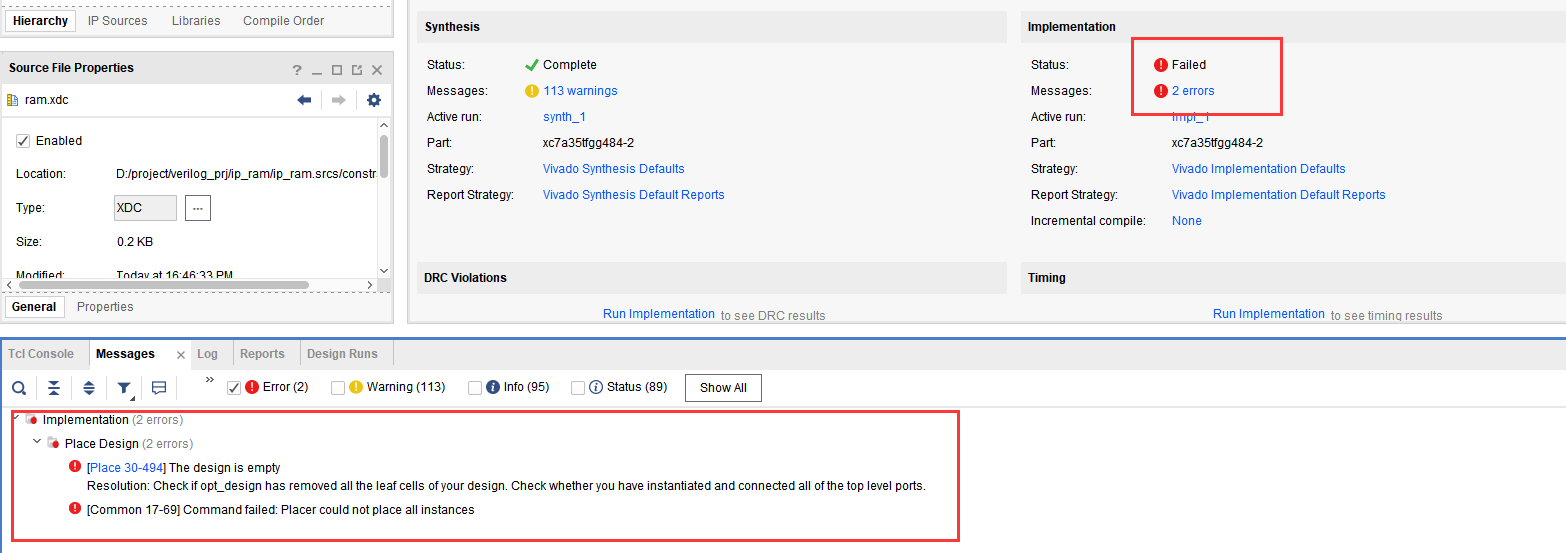 Hierarchy IP Sources Libraries Compile Order
Source File Properties
ram.xdc
Enabled
Location: D:/project/verilog_prj/ip_ram/ip_ram.srcs/constr
Type: XDC ...
Size: 0.2 KB
Modified: Today at 16:46:33 PM
General Properties
Synthesis
Status: Complete
Messages: 113 warnings
Active run: synth_1
Part: xc7a35tfgg484-2
Strategy: Vivado Synthesis Defaults
Report Strategy: Vivado Synthesis Default Reports
Implementation
Status: Failed
Messages: 2 errors
Active run: impl_1
Part: xc7a35tfgg484-2
Strategy: Vivado Implementation Defaults
Report Strategy: Vivado Implementation Default Reports
Incremental compile: None
DRC Violations
Run Implementation to see DRC results
Timing
Run Implementation to see timing results
Tcl Console Messages Log Reports Design Runs
Error (2) Warning (113) Info (95) Status (89) Show All
Implementation (2 errors)
Place Design (2 errors)
[Place 30-494] The design is empty
Resolution: Check if opt_design has removed all the leaf cells of your design. Check whether you have instantiated and connected all of the top level ports.
[Common 17-69] Command failed: Placer could not place all instances